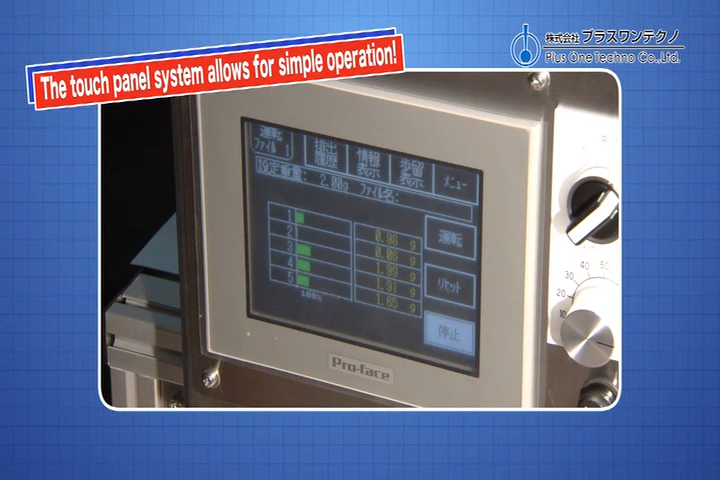 The touch panel system allows for simple operation!
株式会社 プラスワンテクノ
Plus One Techno Co.,Ltd.
運転 ファイル 1
排出 履歴
情報 表示
歩留 表示
メニュー
設定重量: 2.00g ファイル名:
1 0.98 g
2 0.06 g
3 1.99 g
4 1.91 g
5 1.85 g
100%
運転
リセット
停止
Pro-face
50
40
30
20
10